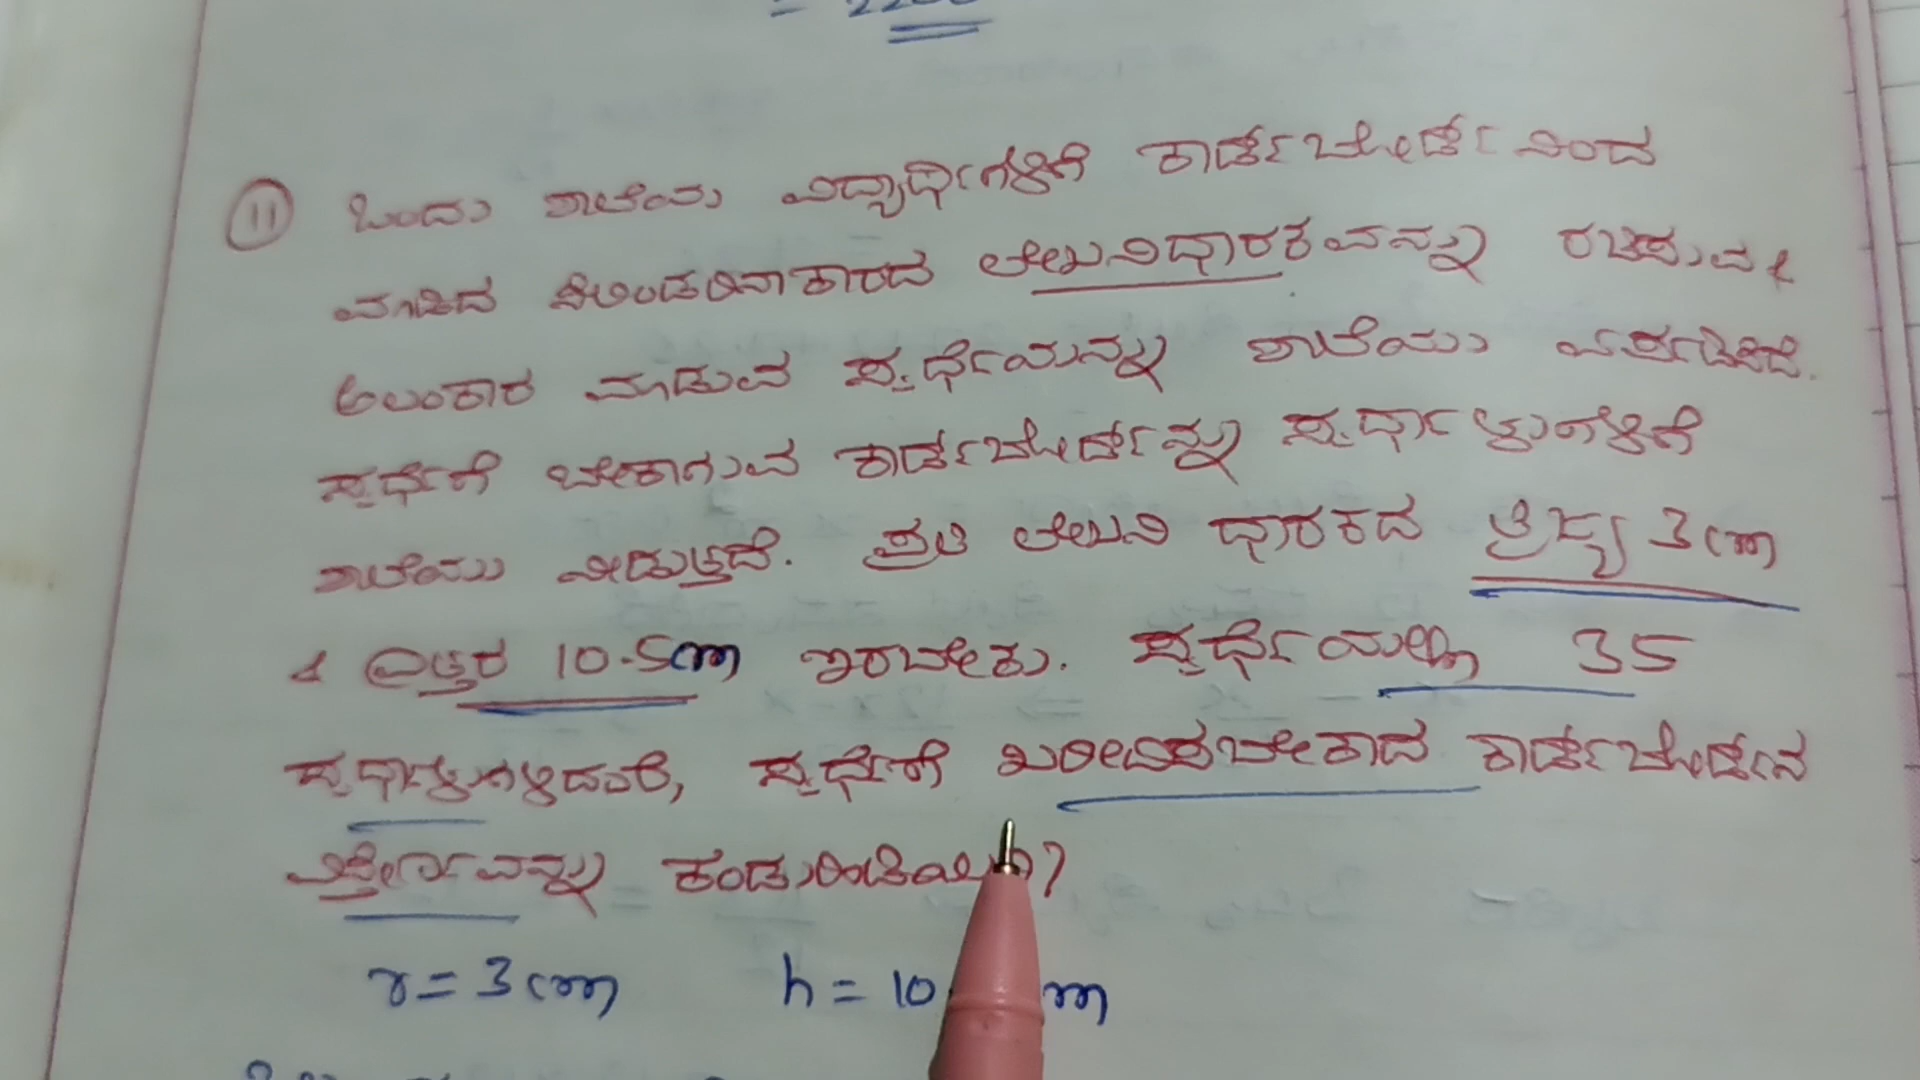 11 ಒಂದು ಶಾಲೆಯು ವಿದ್ಯಾರ್ಥಿಗಳಿಗೆ ಕಾರ್ಡ್ ಬೋರ್ಡ್ ನಿಂದ
ಮಾಡಿದ ಸಿಲಿಂಡರಿನಾಕಾರದ ಲೇಖನಿಧಾರಕವನ್ನು ರಚಿಸುವ &
ಅಲಂಕಾರ ಮಾಡುವ ಸ್ಪರ್ಧೆಯನ್ನು ಶಾಲೆಯು ಏರ್ಪಡಿಸಿದೆ.
ಸ್ಪರ್ಧೆಗೆ ಬೇಕಾಗುವ ಕಾರ್ಡ್ ಬೋರ್ಡ್‌ನ್ನು ಸ್ಪರ್ಧಾಳುಗಳಿಗೆ
ಶಾಲೆಯು ನೀಡುತ್ತದೆ. ಪ್ರತಿ ಲೇಖನಿ ಧಾರಕದ ತ್ರಿಜ್ಯ 3cm
& ಎತ್ತರ 10.5cm ಇರಬೇಕು. ಸ್ಪರ್ಧೆಯಲ್ಲಿ 35
ಸ್ಪರ್ಧಾಳುಗಳಿದ್ದರೆ, ಸ್ಪರ್ಧೆಗೆ ಖರೀದಿಸಬೇಕಾದ ಕಾರ್ಡ್ ಬೋರ್ಡ್‌ನ
ವಿಸ್ತೀರ್ಣವನ್ನು ಕಂಡುಹಿಡಿಯಿರಿ?
r = 3cm h = 10 m